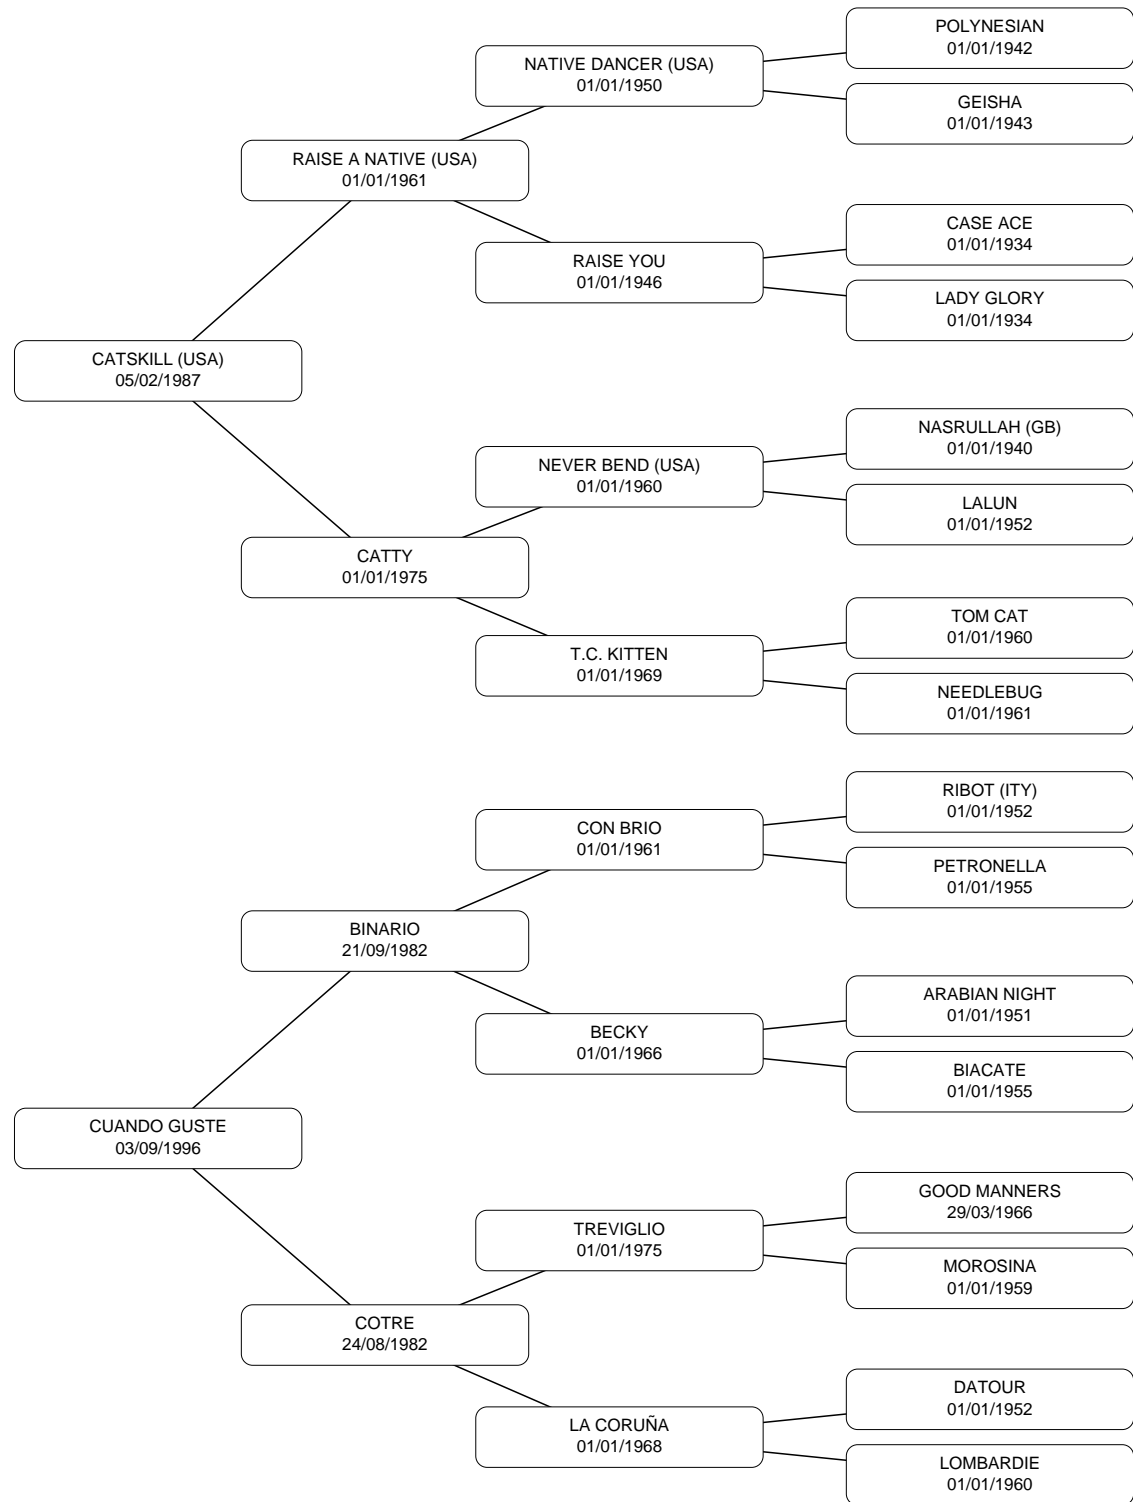 POLYNESIAN
01/01/1942
NATIVE DANCER (USA)
01/01/1950
GEISHA
01/01/1943
RAISE A NATIVE (USA)
01/01/1961
CASE ACE
01/01/1934
RAISE YOU
01/01/1946
LADY GLORY
01/01/1934
CATSKILL (USA)
05/02/1987
NASRULLAH (GB)
01/01/1940
NEVER BEND (USA)
01/01/1960
LALUN
01/01/1952
CATTY
01/01/1975
TOM CAT
01/01/1960
T.C. KITTEN
01/01/1969
NEEDLEBUG
01/01/1961
RIBOT (ITY)
01/01/1952
CON BRIO
01/01/1961
PETRONELLA
01/01/1955
BINARIO
21/09/1982
ARABIAN NIGHT
01/01/1951
BECKY
01/01/1966
BIACATE
01/01/1955
CUANDO GUSTE
03/09/1996
GOOD MANNERS
29/03/1966
TREVIGLIO
01/01/1975
MOROSINA
01/01/1959
COTRE
24/08/1982
DATOUR
01/01/1952
LA CORUÑA
01/01/1968
LOMBARDIE
01/01/1960